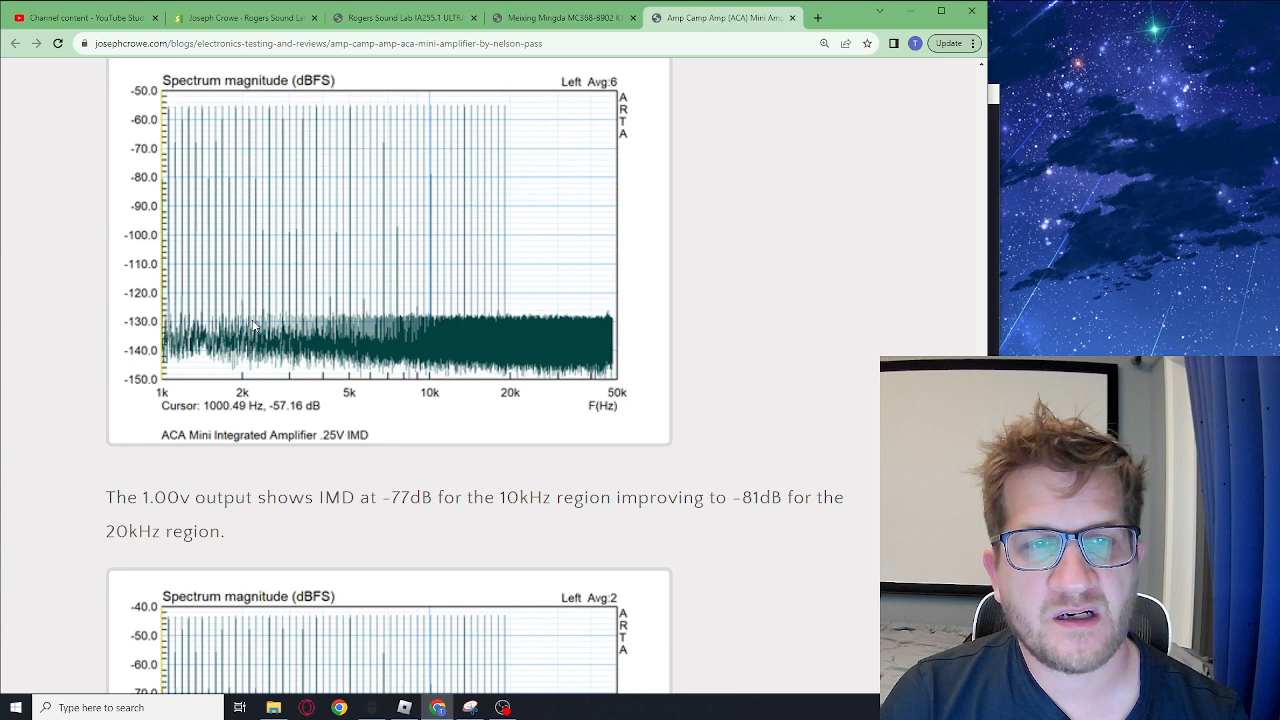 Channel content - YouTube Studi
Joseph Crowe - Rogers Sound Lab
Rogers Sound Lab IA255.1 ULTRA
Meixing Mingda MC368-B902 K
Amp Camp Amp (ACA) Mini Am
josephcrowe.com/blogs/electronics-testing-and-reviews/amp-camp-amp-aca-mini-amplifier-by-nelson-pass
T
Update
Spectrum magnitude (dBFS)
Left Avg:6
A
R
T
A
-50.0
-60.0
-70.0
-80.0
-90.0
-100.0
-110.0
-120.0
-130.0
-140.0
-150.0
1k 2k 5k 10k 20k 50k
Cursor: 1000.49 Hz, -57.16 dB
F(Hz)
ACA Mini Integrated Amplifier .25V IMD
The 1.00v output shows IMD at -77dB for the 10kHz region improving to -81dB for the
20kHz region.
Spectrum magnitude (dBFS)
Left Avg:2
A
R
T
A
-40.0
-50.0
-60.0
-70.0
Type here to search